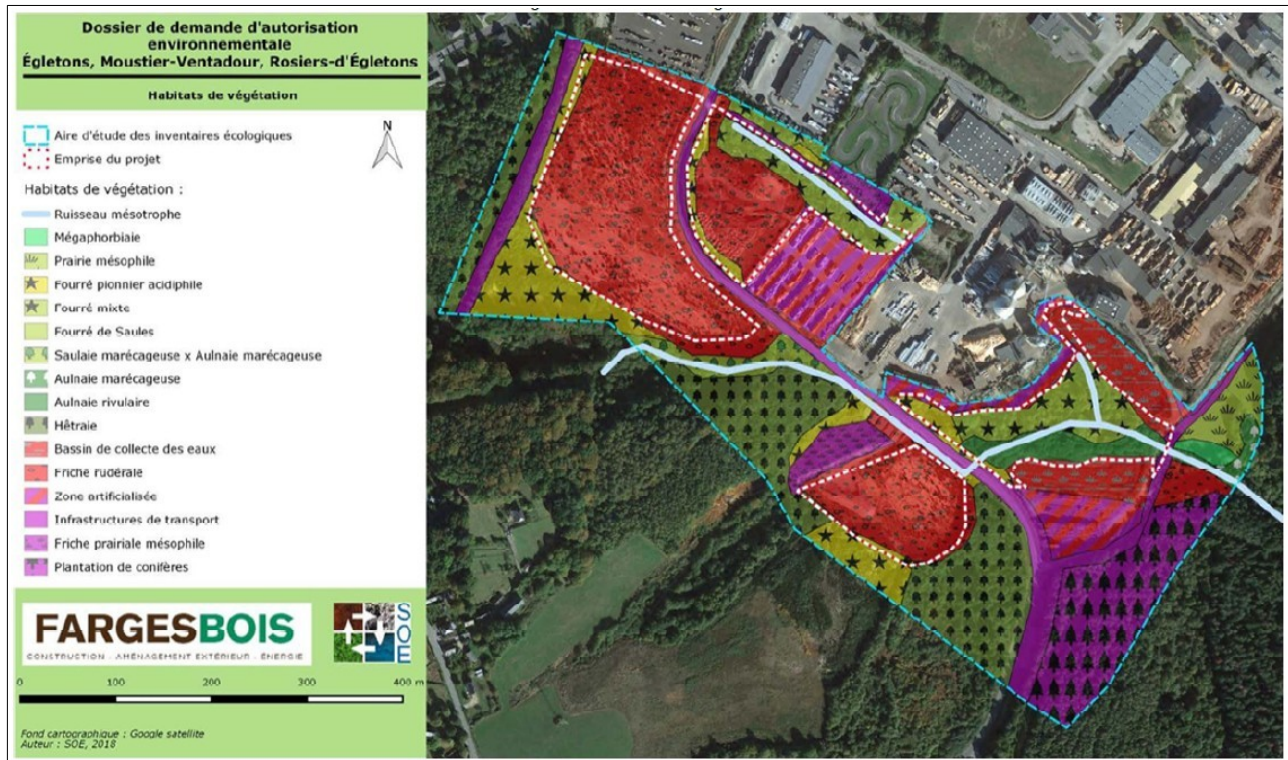 Dossier de demande d'autorisation
environnementale
Égletons, Moustier-Ventadour, Rosiers-d'Égletons
Habitats de végétation
Aire d'étude des inventaires écologiques
Emprise du projet
N
Habitats de végétation :
Ruisseau mésotrophe
Mégaphorbiaie
Prairie mésophile
Fourré pionnier acidiphile
Fourré mixte
Fourré de Saules
Saulaie marécageuse x Aulnaie marécageuse
Aulnaie marécageuse
Aulnaie rivulaire
Hêtraie
Bassin de collecte des eaux
Friche rudérale
Zone artificialisée
Infrastructures de transport
Friche prairiale mésophile
Plantation de conifères
FARGESBOIS
CONSTRUCTION - AMÉNAGEMENT EXTÉRIEUR - ÉNERGIE
SOE
0 100 200 300 400 m
Fond cartographique : Google satellite
Auteur : SOE, 2018